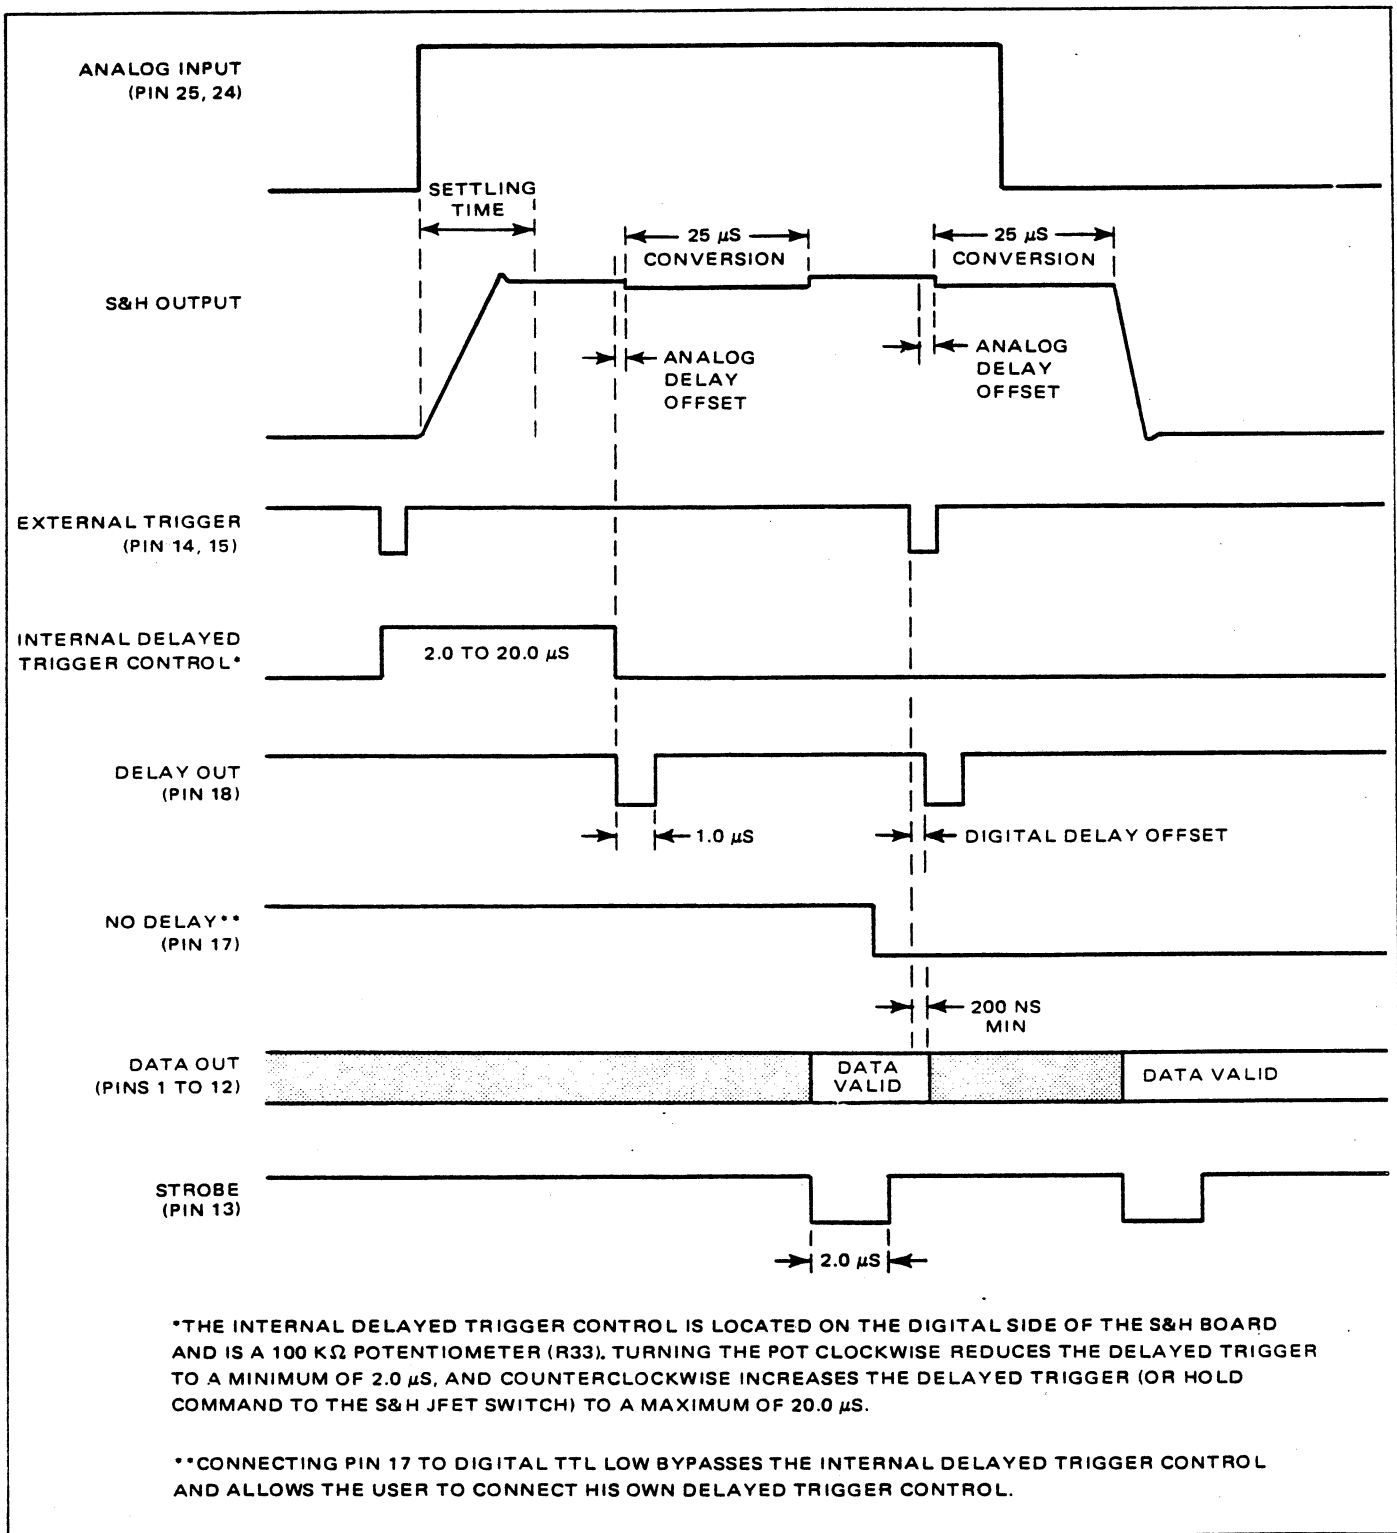 ANALOG INPUT
(PIN 25, 24)
SETTLING
TIME
25 μS
CONVERSION
25 μS
CONVERSION
S&H OUTPUT
ANALOG
DELAY
OFFSET
ANALOG
DELAY
OFFSET
EXTERNAL TRIGGER
(PIN 14, 15)
INTERNAL DELAYED
TRIGGER CONTROL*
2.0 TO 20.0 μS
DELAY OUT
(PIN 18)
1.0 μS
DIGITAL DELAY OFFSET
NO DELAY**
(PIN 17)
200 NS
MIN
DATA OUT
(PINS 1 TO 12)
DATA
VALID
DATA VALID
STROBE
(PIN 13)
2.0 μS
*THE INTERNAL DELAYED TRIGGER CONTROL IS LOCATED ON THE DIGITAL SIDE OF THE S&H BOARD
AND IS A 100 KΩ POTENTIOMETER (R33). TURNING THE POT CLOCKWISE REDUCES THE DELAYED TRIGGER
TO A MINIMUM OF 2.0 μS, AND COUNTERCLOCKWISE INCREASES THE DELAYED TRIGGER (OR HOLD
COMMAND TO THE S&H JFET SWITCH) TO A MAXIMUM OF 20.0 μS.
**CONNECTING PIN 17 TO DIGITAL TTL LOW BYPASSES THE INTERNAL DELAYED TRIGGER CONTROL
AND ALLOWS THE USER TO CONNECT HIS OWN DELAYED TRIGGER CONTROL.